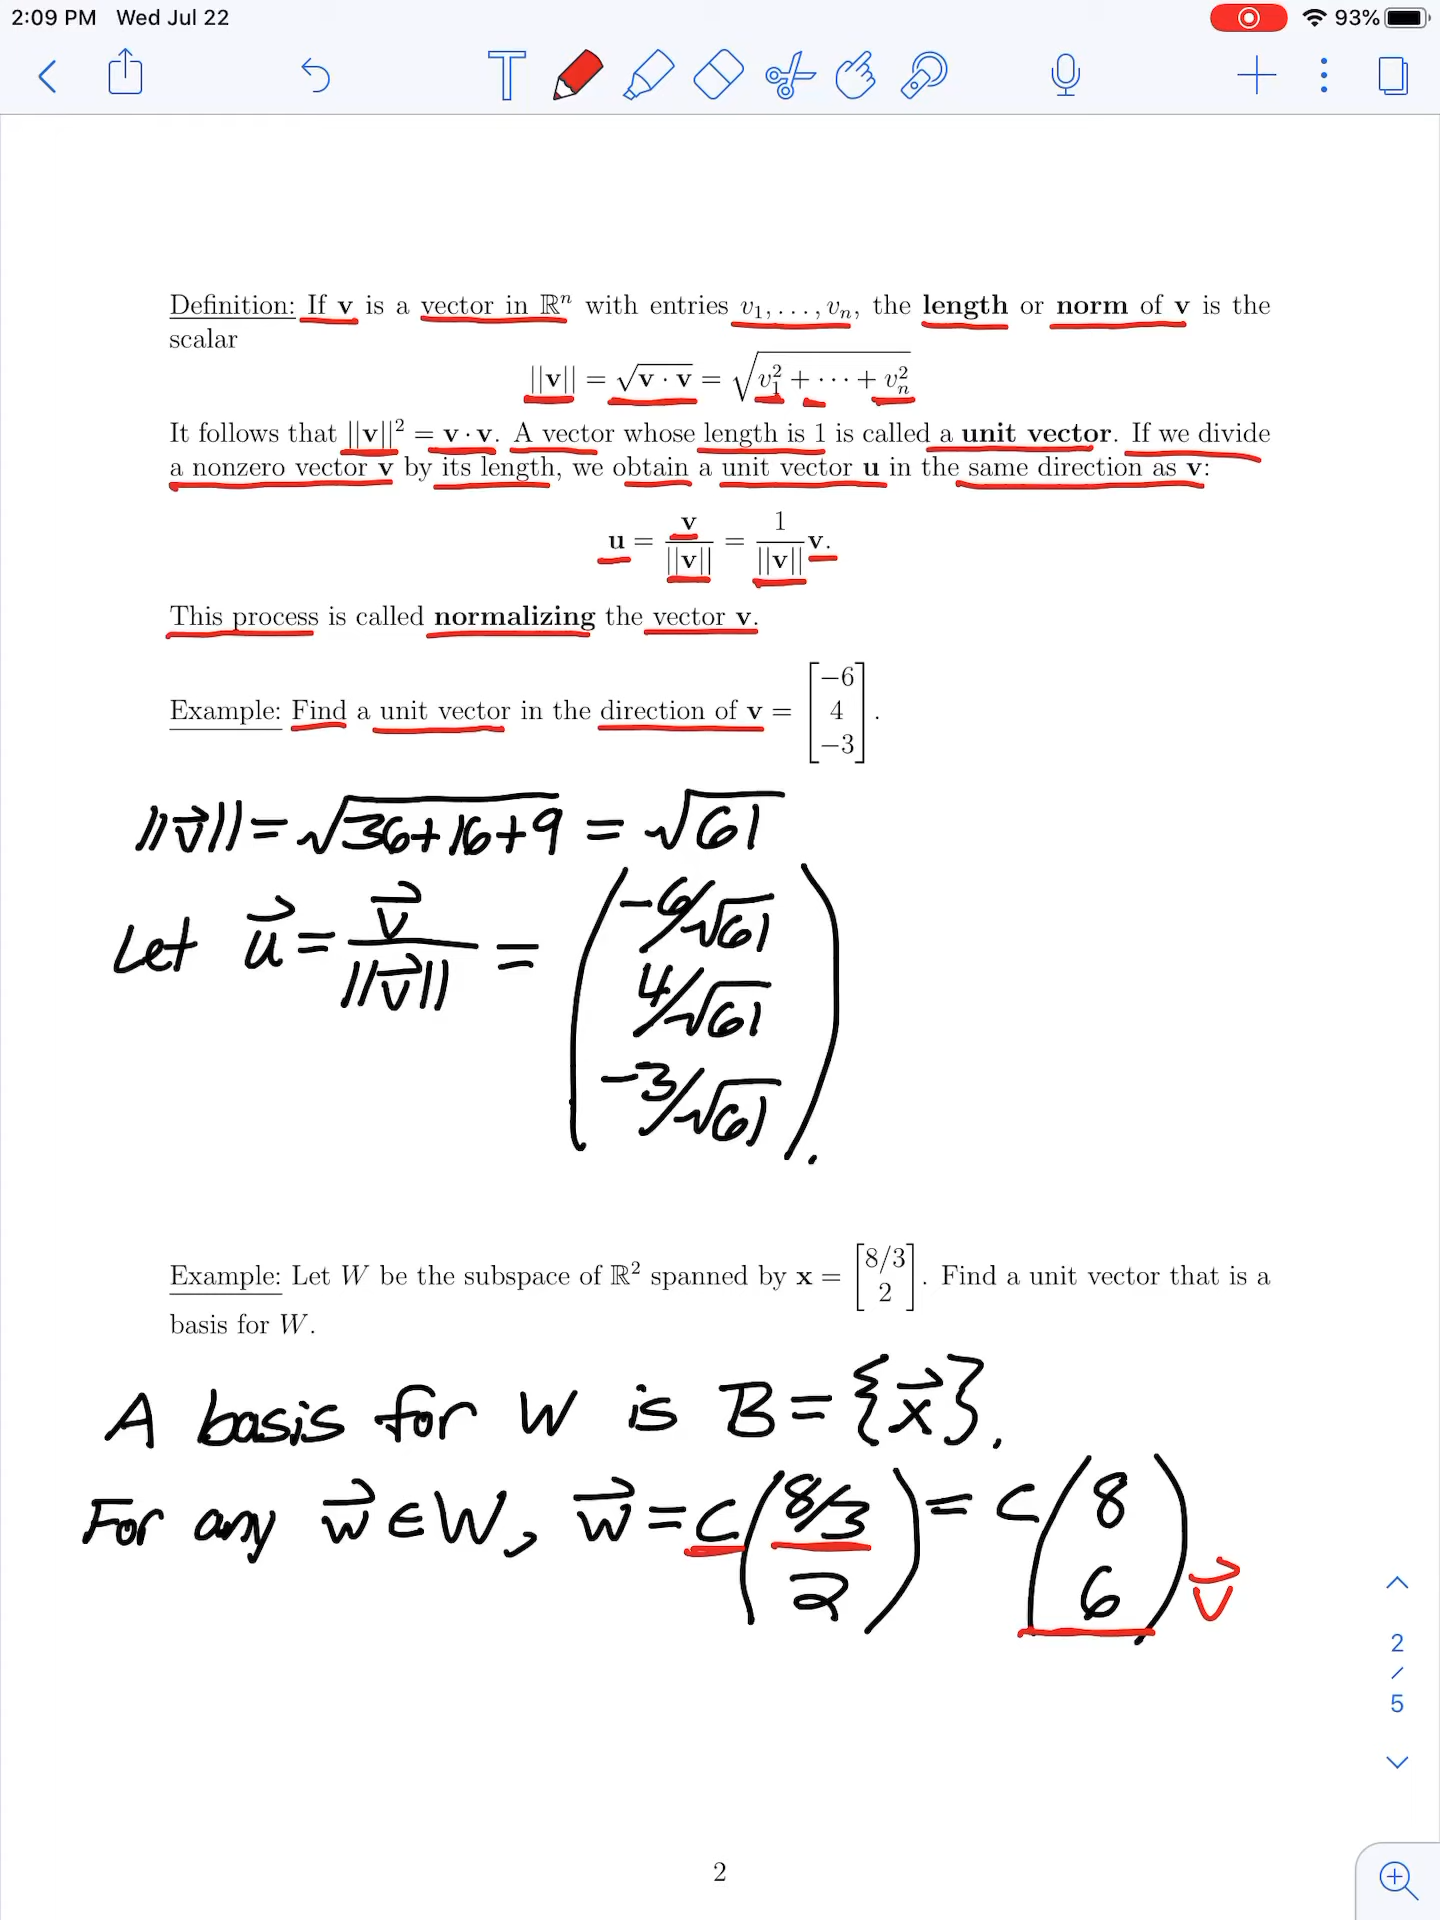 2:09 PM Wed Jul 22 93%
Definition: If v is a vector in ℝⁿ with entries v₁, . . . , vₙ, the length or norm of v is the
scalar
||v|| = √(v · v) = √(v₁² + · · · + vₙ²)
It follows that ||v||² = v · v. A vector whose length is 1 is called a unit vector. If we divide
a nonzero vector v by its length, we obtain a unit vector u in the same direction as v:
u = v/||v|| = 1/||v|| v.
This process is called normalizing the vector v.
Example: Find a unit vector in the direction of v = [−6 4 −3].
||v⃗|| = √(36+16+9) = √61
Let u⃗ = v⃗/||v⃗|| = (−6/√61 4/√61 −3/√61).
Example: Let W be the subspace of ℝ² spanned by x = [8/3 2]. Find a unit vector that is a
basis for W.
A basis for W is B = {x⃗}.
For any w⃗ ∈ W, w⃗ = c(8/3 2) = c(8 6) v⃗
2
/
5
2